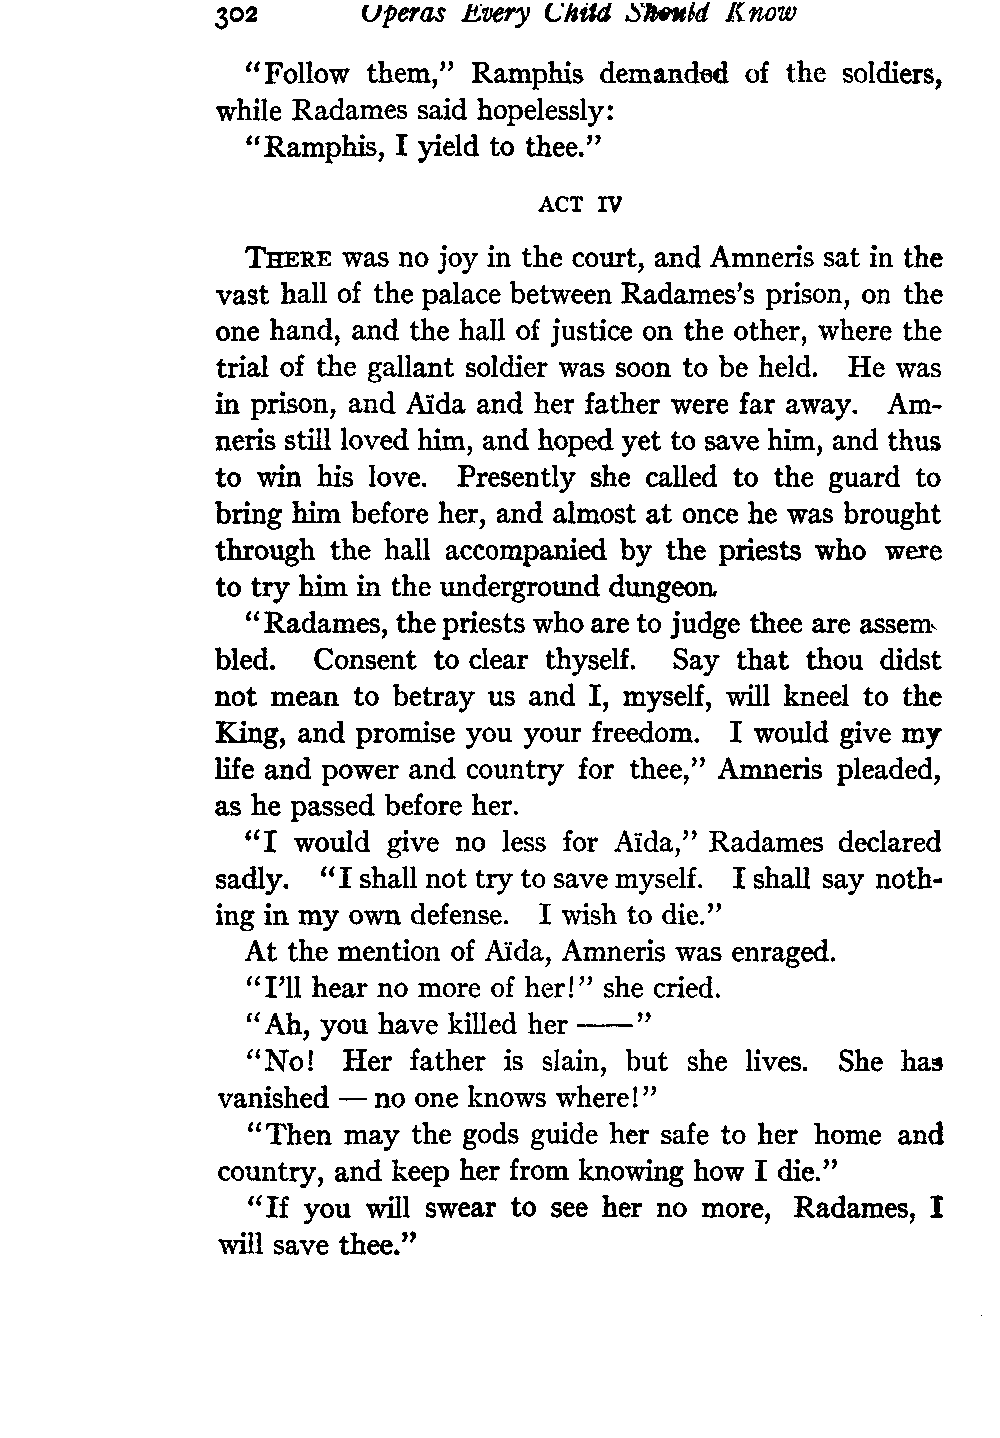 302 Operas Every Child Should Know
"Follow them," Ramphis demanded of the soldiers,
while Radames said hopelessly:
"Ramphis, I yield to thee."
ACT IV
THERE was no joy in the court, and Amneris sat in the
vast hall of the palace between Radames's prison, on the
one hand, and the hall of justice on the other, where the
trial of the gallant soldier was soon to be held. He was
in prison, and Aïda and her father were far away. Am-
neris still loved him, and hoped yet to save him, and thus
to win his love. Presently she called to the guard to
bring him before her, and almost at once he was brought
through the hall accompanied by the priests who were
to try him in the underground dungeon.
"Radames, the priests who are to judge thee are assem-
bled. Consent to clear thyself. Say that thou didst
not mean to betray us and I, myself, will kneel to the
King, and promise you your freedom. I would give my
life and power and country for thee," Amneris pleaded,
as he passed before her.
"I would give no less for Aïda," Radames declared
sadly. "I shall not try to save myself. I shall say noth-
ing in my own defense. I wish to die."
At the mention of Aïda, Amneris was enraged.
"I'll hear no more of her!" she cried.
"Ah, you have killed her ——"
"No! Her father is slain, but she lives. She has
vanished — no one knows where!"
"Then may the gods guide her safe to her home and
country, and keep her from knowing how I die."
"If you will swear to see her no more, Radames, I
will save thee."